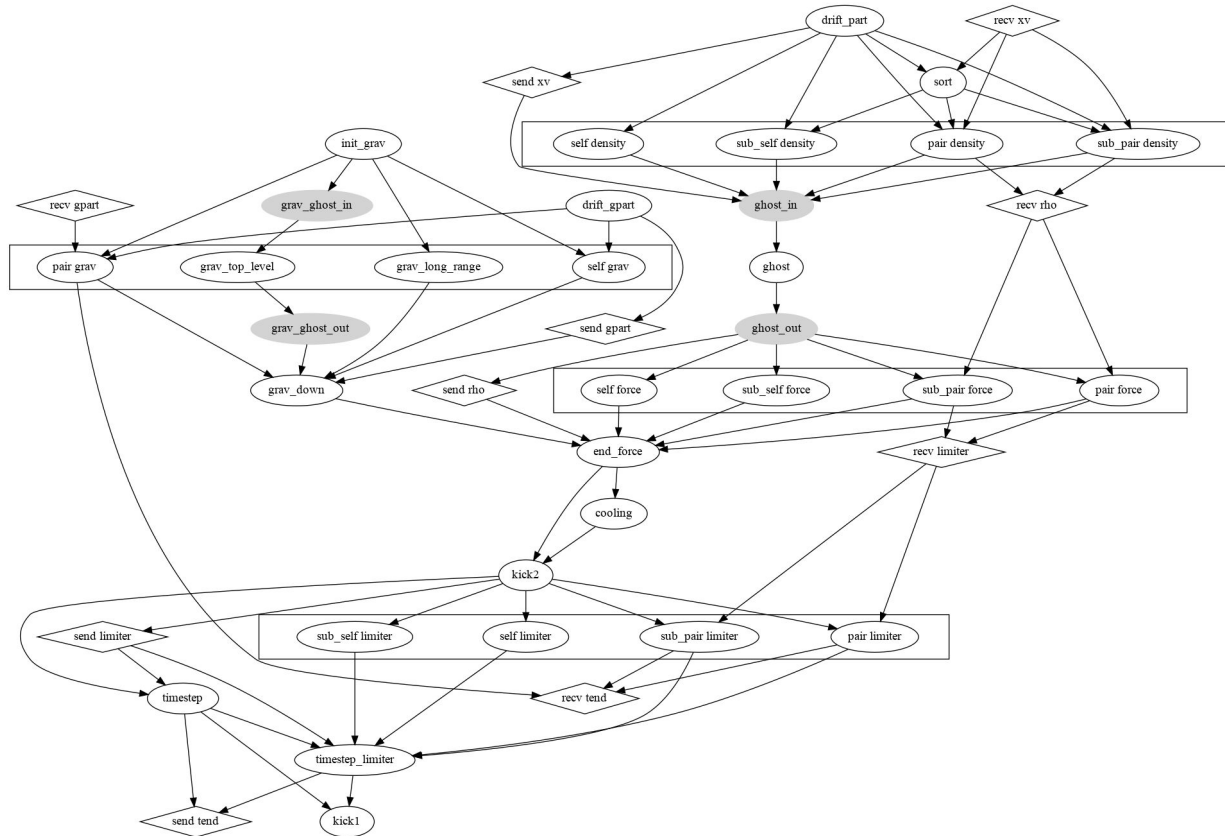 drift_part
recv xv
send xv
sort
self density
sub_self density
pair density
sub_pair density
init_grav
recv gpart
grav_ghost_in
drift_gpart
ghost_in
recv rho
pair grav
grav_top_level
grav_long_range
self grav
ghost
grav_ghost_out
send gpart
ghost_out
grav_down
send rho
self force
sub_self force
sub_pair force
pair force
end_force
recv limiter
cooling
kick2
send limiter
sub_self limiter
self limiter
sub_pair limiter
pair limiter
timestep
recv tend
timestep_limiter
send tend
kick1